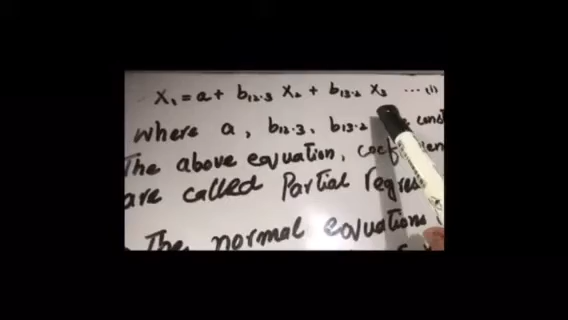 X₁ = a + b₁₂.₃ X₂ + b₁₃.₂ X₃ ... (i)
where a, b₁₂.₃, b₁₃.₂
The above equation,
are called Partial
The normal equations